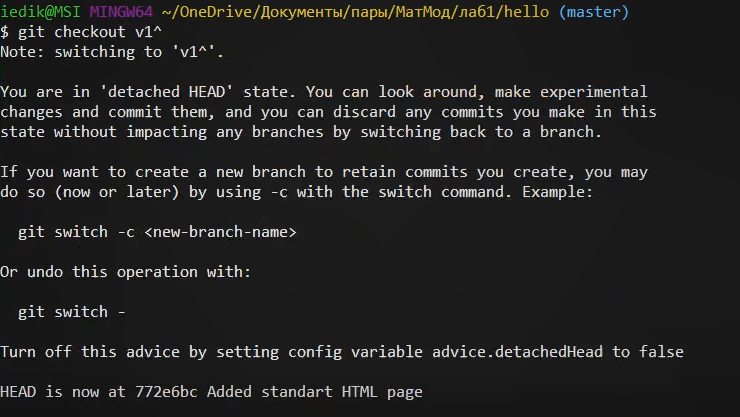 iedik@MSI MINGW64 ~/OneDrive/Документы/пары/МатМод/лаб1/hello (master)
$ git checkout v1^
Note: switching to 'v1^'.
You are in 'detached HEAD' state. You can look around, make experimental
changes and commit them, and you can discard any commits you make in this
state without impacting any branches by switching back to a branch.
If you want to create a new branch to retain commits you create, you may
do so (now or later) by using -c with the switch command. Example:
git switch -c <new-branch-name>
Or undo this operation with:
git switch -
Turn off this advice by setting config variable advice.detachedHead to false
HEAD is now at 772e6bc Added standart HTML page